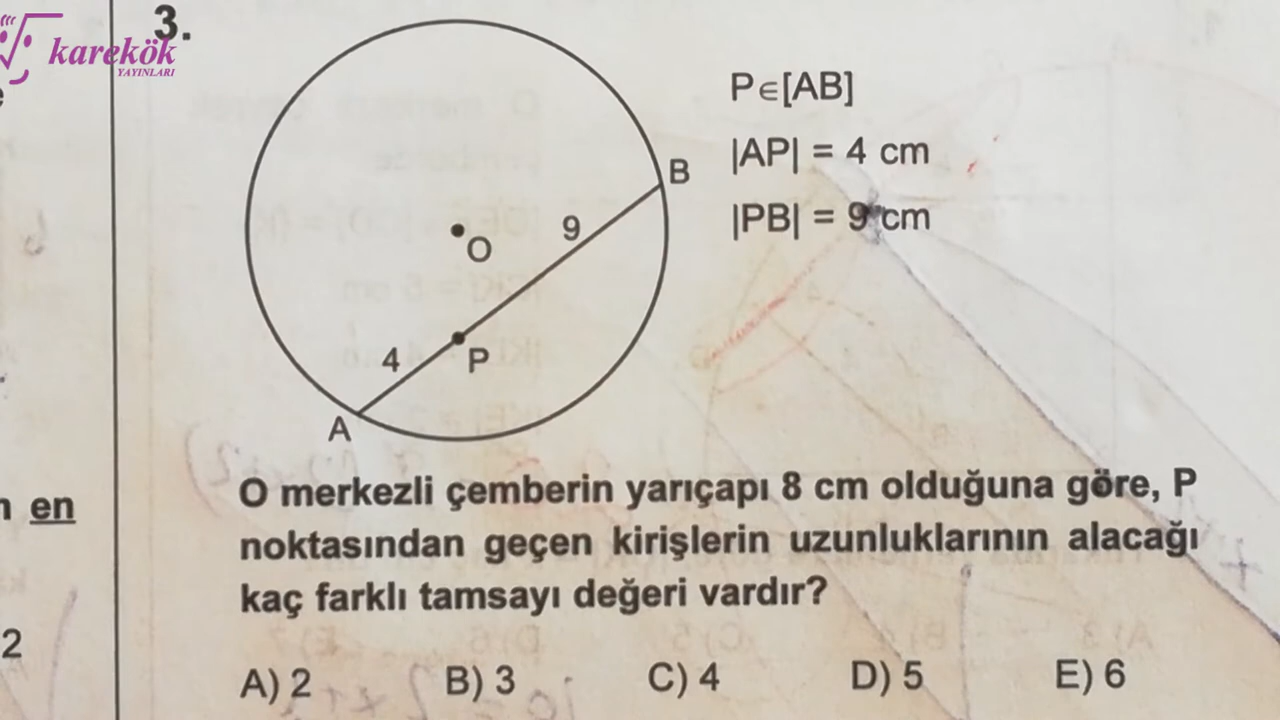 karekök
YAYINLARI
3.
P∈[AB]
|AP| = 4 cm
|PB| = 9 cm
B
9
O
4
P
A
O merkezli çemberin yarıçapı 8 cm olduğuna göre, P
noktasından geçen kirişlerin uzunluklarının alacağı
kaç farklı tamsayı değeri vardır?
A) 2 B) 3 C) 4 D) 5 E) 6
en
2